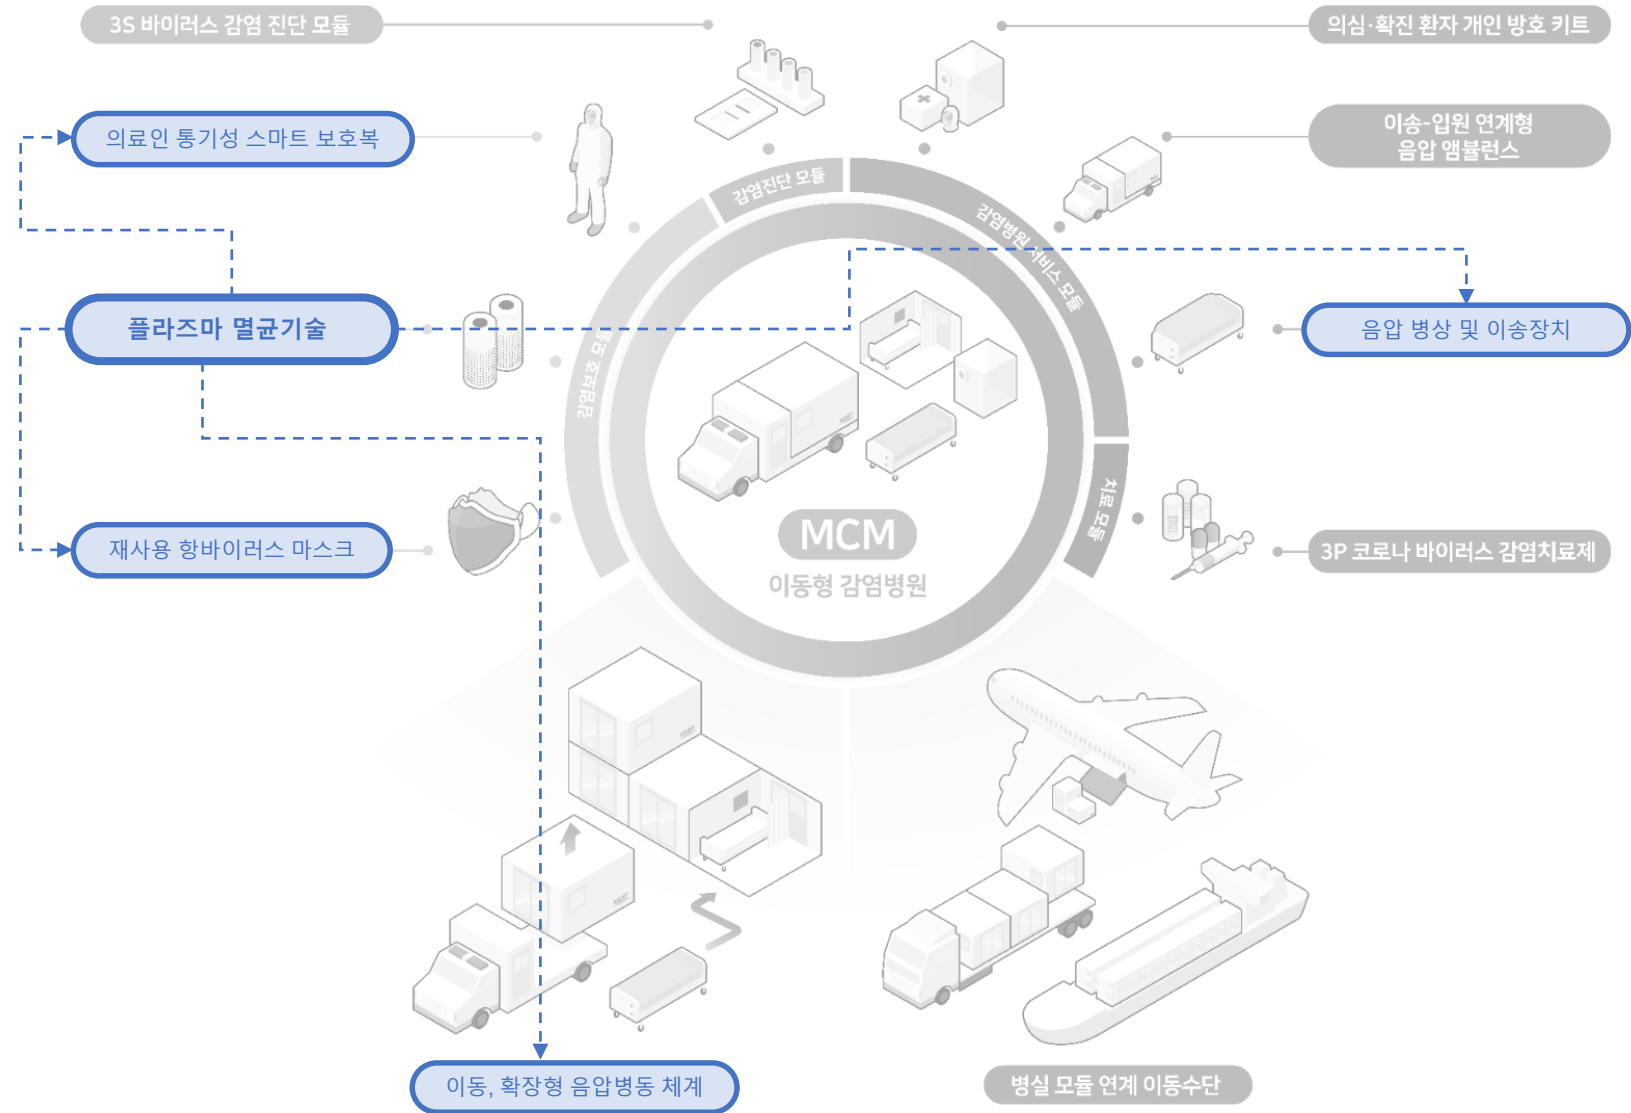 3S 바이러스 감염 진단 모듈
의심·확진 환자 개인 방호 키트
의료인 통기성 스마트 보호복
이송-입원 연계형
음압 앰뷸런스
감염진단 모듈
감염병원 서비스 모듈
플라즈마 멸균기술
음압 병상 및 이송장치
감염보호 모듈
치료 모듈
재사용 항바이러스 마스크
MCM
이동형 감염병원
3P 코로나 바이러스 감염치료제
이동, 확장형 음압병동 체계
병실 모듈 연계 이동수단